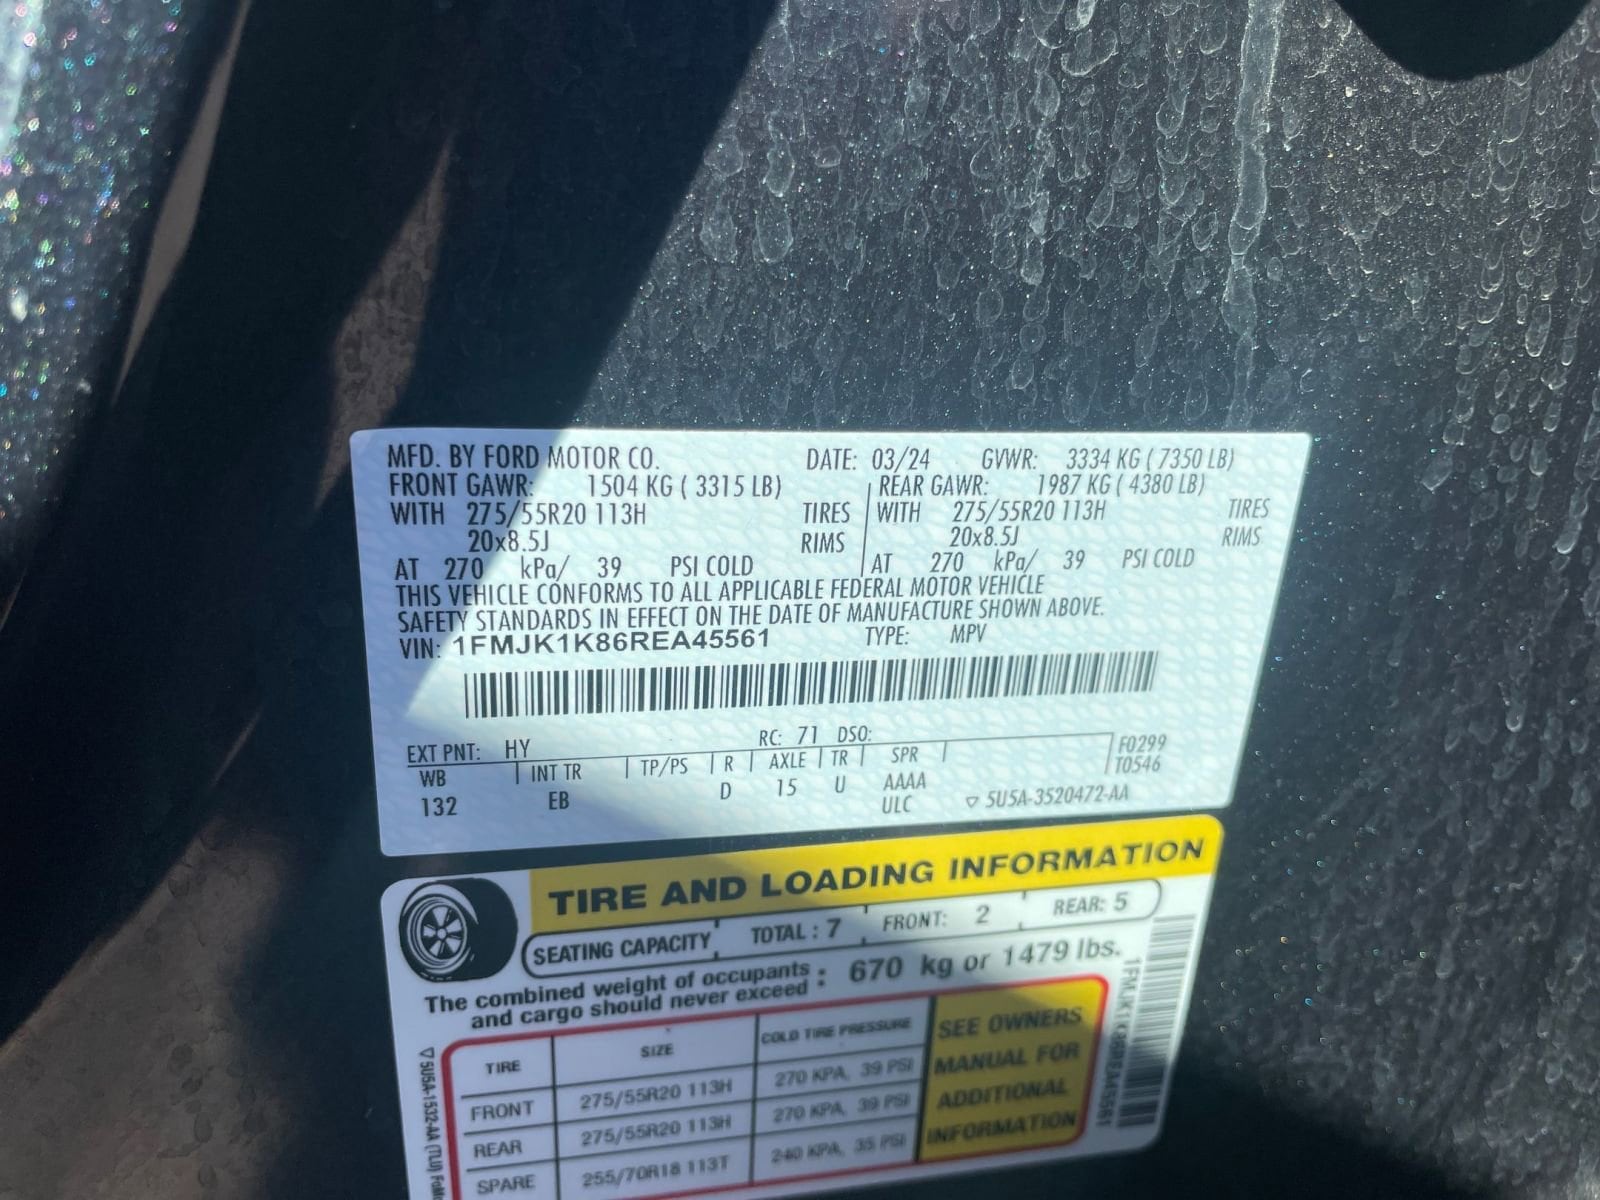 MFD. BY FORD MOTOR CO. DATE: 03/24 GVWR: 3334 KG ( 7350 LB)
FRONT GAWR: 1504 KG ( 3315 LB) REAR GAWR: 1987 KG ( 4380 LB)
WITH 275/55R20 113H TIRES WITH 275/55R20 113H TIRES
20x8.5J RIMS 20x8.5J RIMS
AT 270 kPa/ 39 PSI COLD AT 270 kPa/ 39 PSI COLD
THIS VEHICLE CONFORMS TO ALL APPLICABLE FEDERAL MOTOR VEHICLE
SAFETY STANDARDS IN EFFECT ON THE DATE OF MANUFACTURE SHOWN ABOVE.
VIN: 1FMJK1K86REA45561 TYPE: MPV
EXT PNT: HY RC: 71 DSO: F0299
WB INT TR TP/PS R AXLE TR SPR T0546
132 EB D 15 U AAAA
ULC 5U5A-3520472-AA
TIRE AND LOADING INFORMATION
SEATING CAPACITY TOTAL : 7 FRONT: 2 REAR: 5
The combined weight of occupants and cargo should never exceed : 670 kg or 1479 lbs.
TIRE SIZE COLD TIRE PRESSURE
FRONT 275/55R20 113H 270 KPA, 39 PSI
REAR 275/55R20 113H 270 KPA, 39 PSI
SPARE 255/70R18 113T 240 KPA, 35 PSI
SEE OWNERS
MANUAL FOR
ADDITIONAL
INFORMATION
1FMJK1K86REA45561
5U5A-1532-AA (TLU)